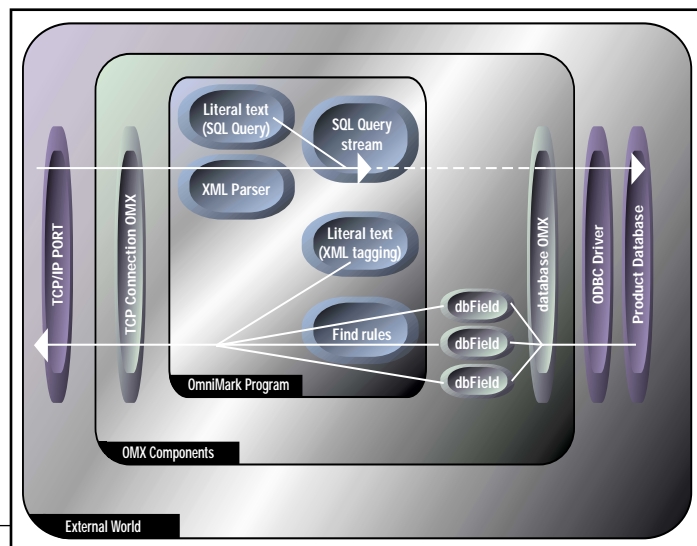 Literal text
(SQL Query)
SQL Query
stream
XML Parser
Literal text
(XML tagging)
Find rules
dbField
dbField
dbField
TCP/IP PORT
TCP Connection OMX
database OMX
ODBC Driver
Product Database
OmniMark Program
OMX Components
External World